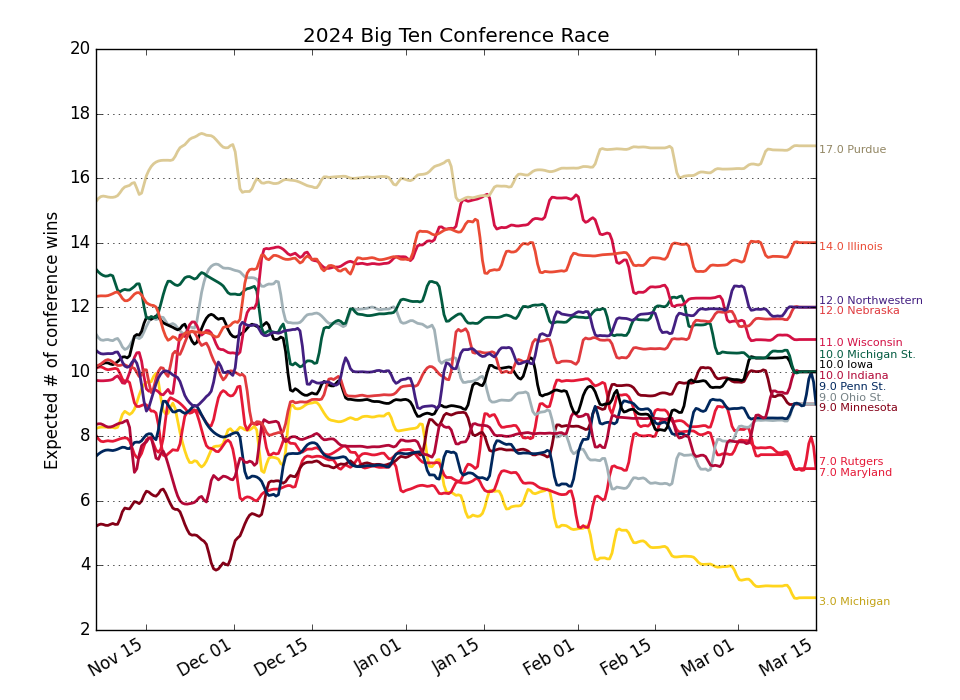 2024 Big Ten Conference Race
Expected # of conference wins
20
18
16
14
12
10
8
6
4
2
17.0 Purdue
14.0 Illinois
12.0 Northwestern
12.0 Nebraska
11.0 Wisconsin
10.0 Michigan St.
10.0 Iowa
10.0 Indiana
9.0 Penn St.
9.0 Ohio St.
9.0 Minnesota
7.0 Rutgers
7.0 Maryland
3.0 Michigan
Nov 15
Dec 01
Dec 15
Jan 01
Jan 15
Feb 01
Feb 15
Mar 01
Mar 15